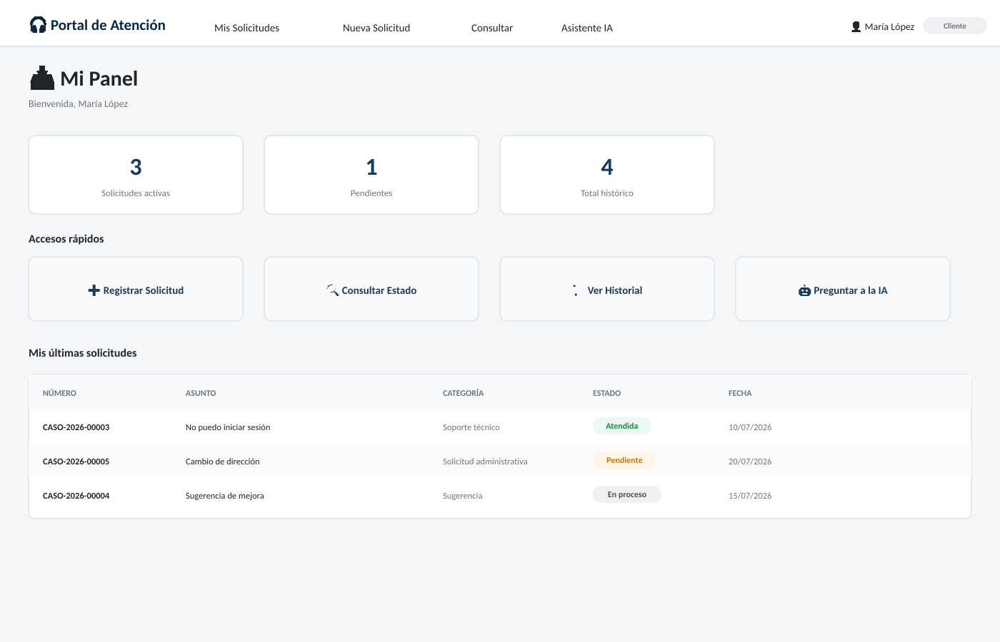 Portal de Atención
Mis Solicitudes
Nueva Solicitud
Consultar
Asistente IA
María López
Cliente
Mi Panel
Bienvenida, María López
3
Solicitudes activas
1
Pendientes
4
Total histórico
Accesos rápidos
Registrar Solicitud
Consultar Estado
Ver Historial
Preguntar a la IA
Mis últimas solicitudes
NÚMERO ASUNTO CATEGORÍA ESTADO FECHA
CASO-2026-00003 No puedo iniciar sesión Soporte técnico Atendida 10/07/2026
CASO-2026-00005 Cambio de dirección Solicitud administrativa Pendiente 20/07/2026
CASO-2026-00004 Sugerencia de mejora Sugerencia En proceso 15/07/2026